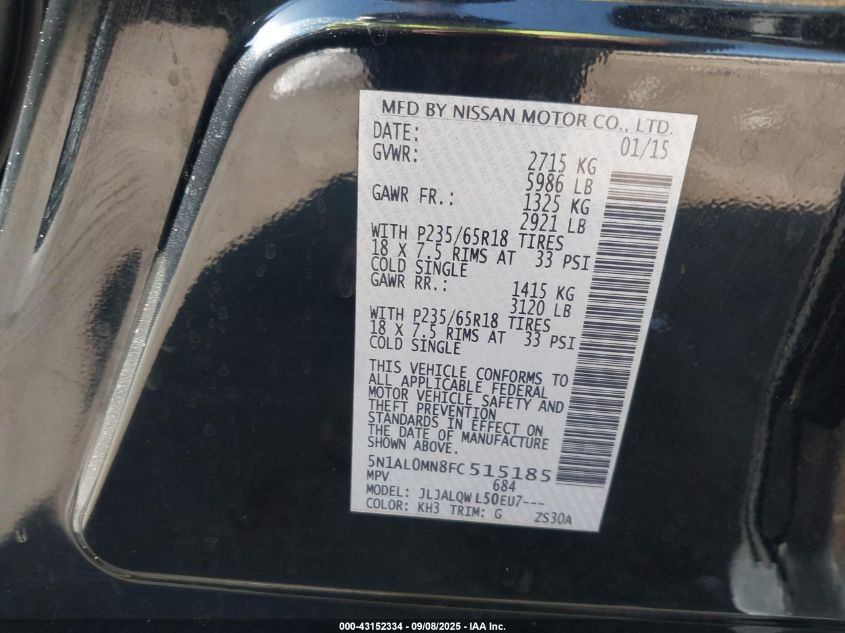 MFD BY NISSAN MOTOR CO., LTD.
DATE: 01/15
GVWR: 2715 KG
5986 LB
GAWR FR.: 1325 KG
2921 LB
WITH P235/65R18 TIRES
18 X 7.5 RIMS AT 33 PSI
COLD SINGLE
GAWR RR.: 1415 KG
3120 LB
WITH P235/65R18 TIRES
18 X 7.5 RIMS AT 33 PSI
COLD SINGLE
THIS VEHICLE CONFORMS TO
ALL APPLICABLE FEDERAL
MOTOR VEHICLE SAFETY AND
THEFT PREVENTION
STANDARDS IN EFFECT ON
THE DATE OF MANUFACTURE
SHOWN ABOVE.
5N1AL0MN8FC515185
MPV 684
MODEL: JLJALQWL50EU7---
COLOR: KH3 TRIM: G ZS30A
000-43152334 - 09/08/2025 - IAA Inc.